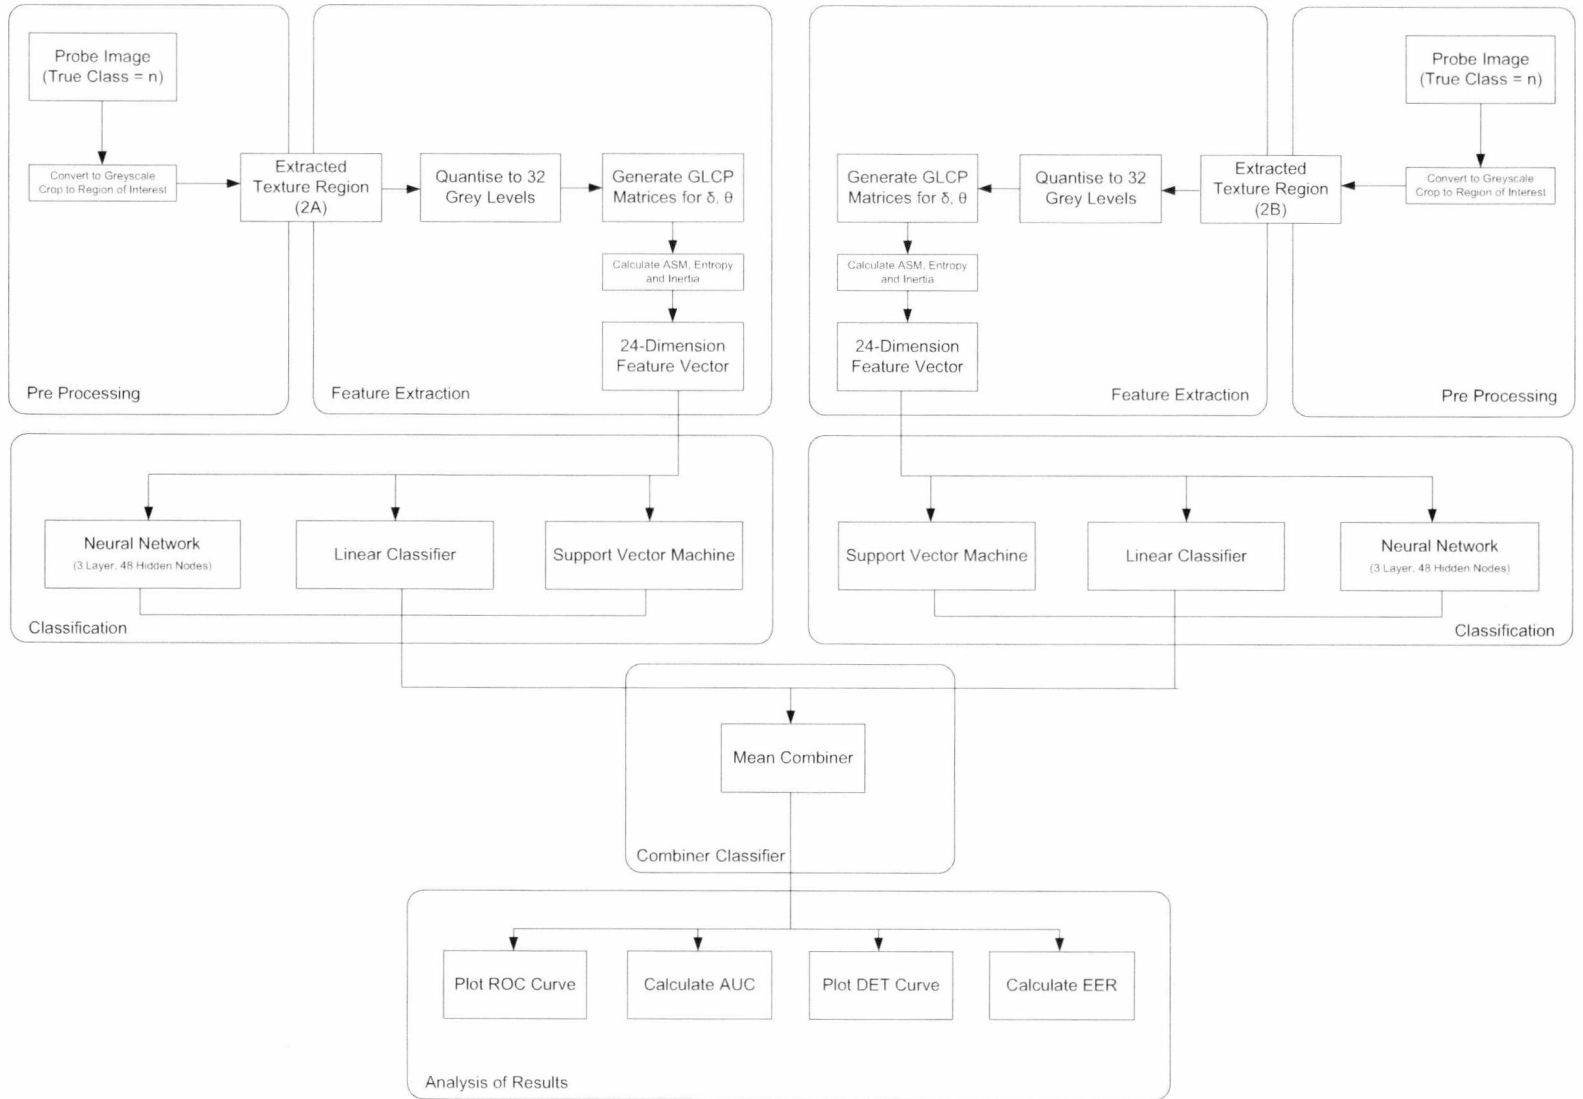 Probe Image
(True Class = n)
Convert to Greyscale
Crop to Region of Interest
Pre Processing
Extracted
Texture Region
(2A)
Quantise to 32
Grey Levels
Generate GLCP
Matrices for δ, θ
Calculate ASM, Entropy
and Inertia
24-Dimension
Feature Vector
Feature Extraction
Generate GLCP
Matrices for δ, θ
Calculate ASM, Entropy
and Inertia
24-Dimension
Feature Vector
Quantise to 32
Grey Levels
Extracted
Texture Region
(2B)
Feature Extraction
Probe Image
(True Class = n)
Convert to Greyscale
Crop to Region of Interest
Pre Processing
Neural Network
(3 Layer, 48 Hidden Nodes)
Linear Classifier
Support Vector Machine
Classification
Support Vector Machine
Linear Classifier
Neural Network
(3 Layer, 48 Hidden Nodes)
Classification
Mean Combiner
Combiner Classifier
Plot ROC Curve
Calculate AUC
Plot DET Curve
Calculate EER
Analysis of Results